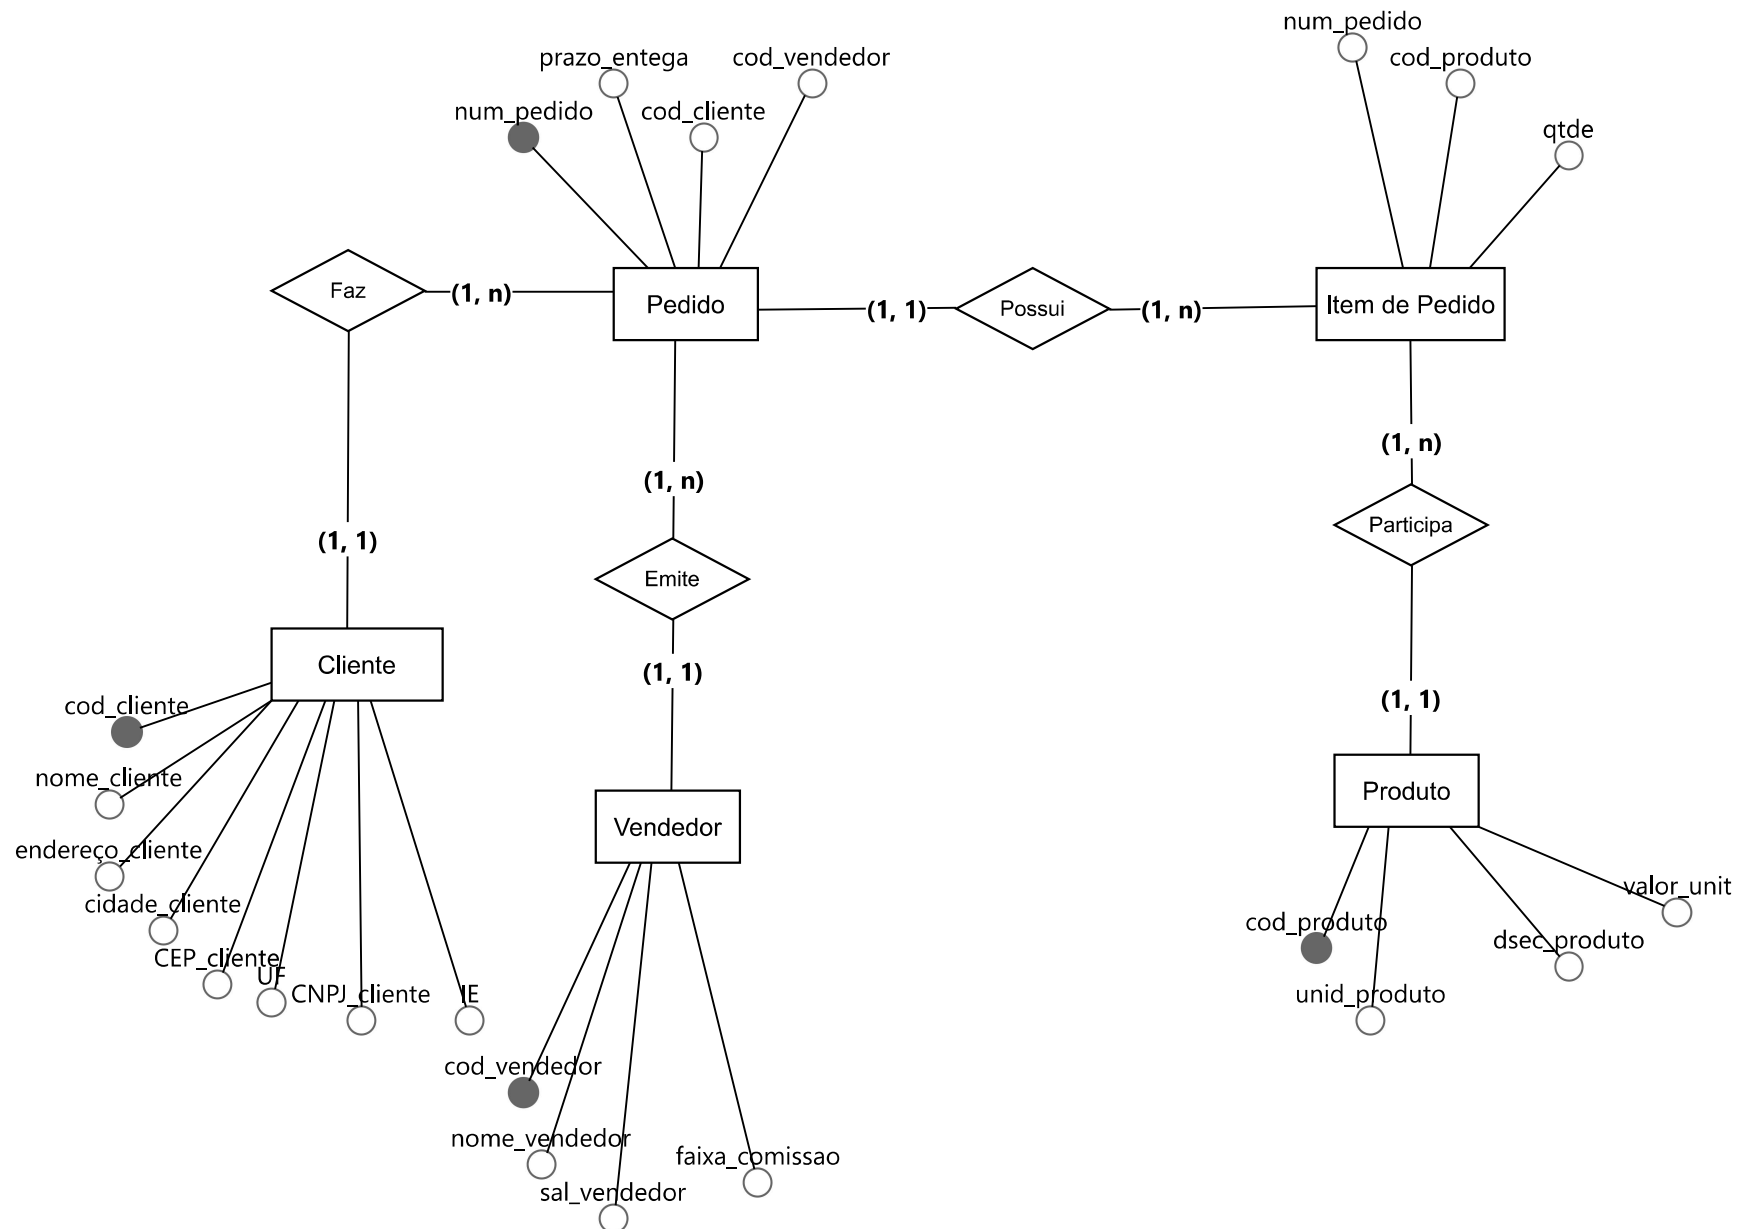 num_pedido
prazo_entega
cod_vendedor
cod_produto
num_pedido
cod_cliente
qtde
Faz
(1, n)
Pedido
(1, 1)
Possui
(1, n)
Item de Pedido
(1, n)
(1, n)
Participa
(1, 1)
Emite
Cliente
(1, 1)
(1, 1)
cod_cliente
nome_cliente
Produto
Vendedor
endereço_cliente
valor_unit
cidade_cliente
cod_produto
dsec_produto
CEP_cliente
UF
CNPJ_cliente
IE
unid_produto
cod_vendedor
nome_vendedor
faixa_comissao
sal_vendedor